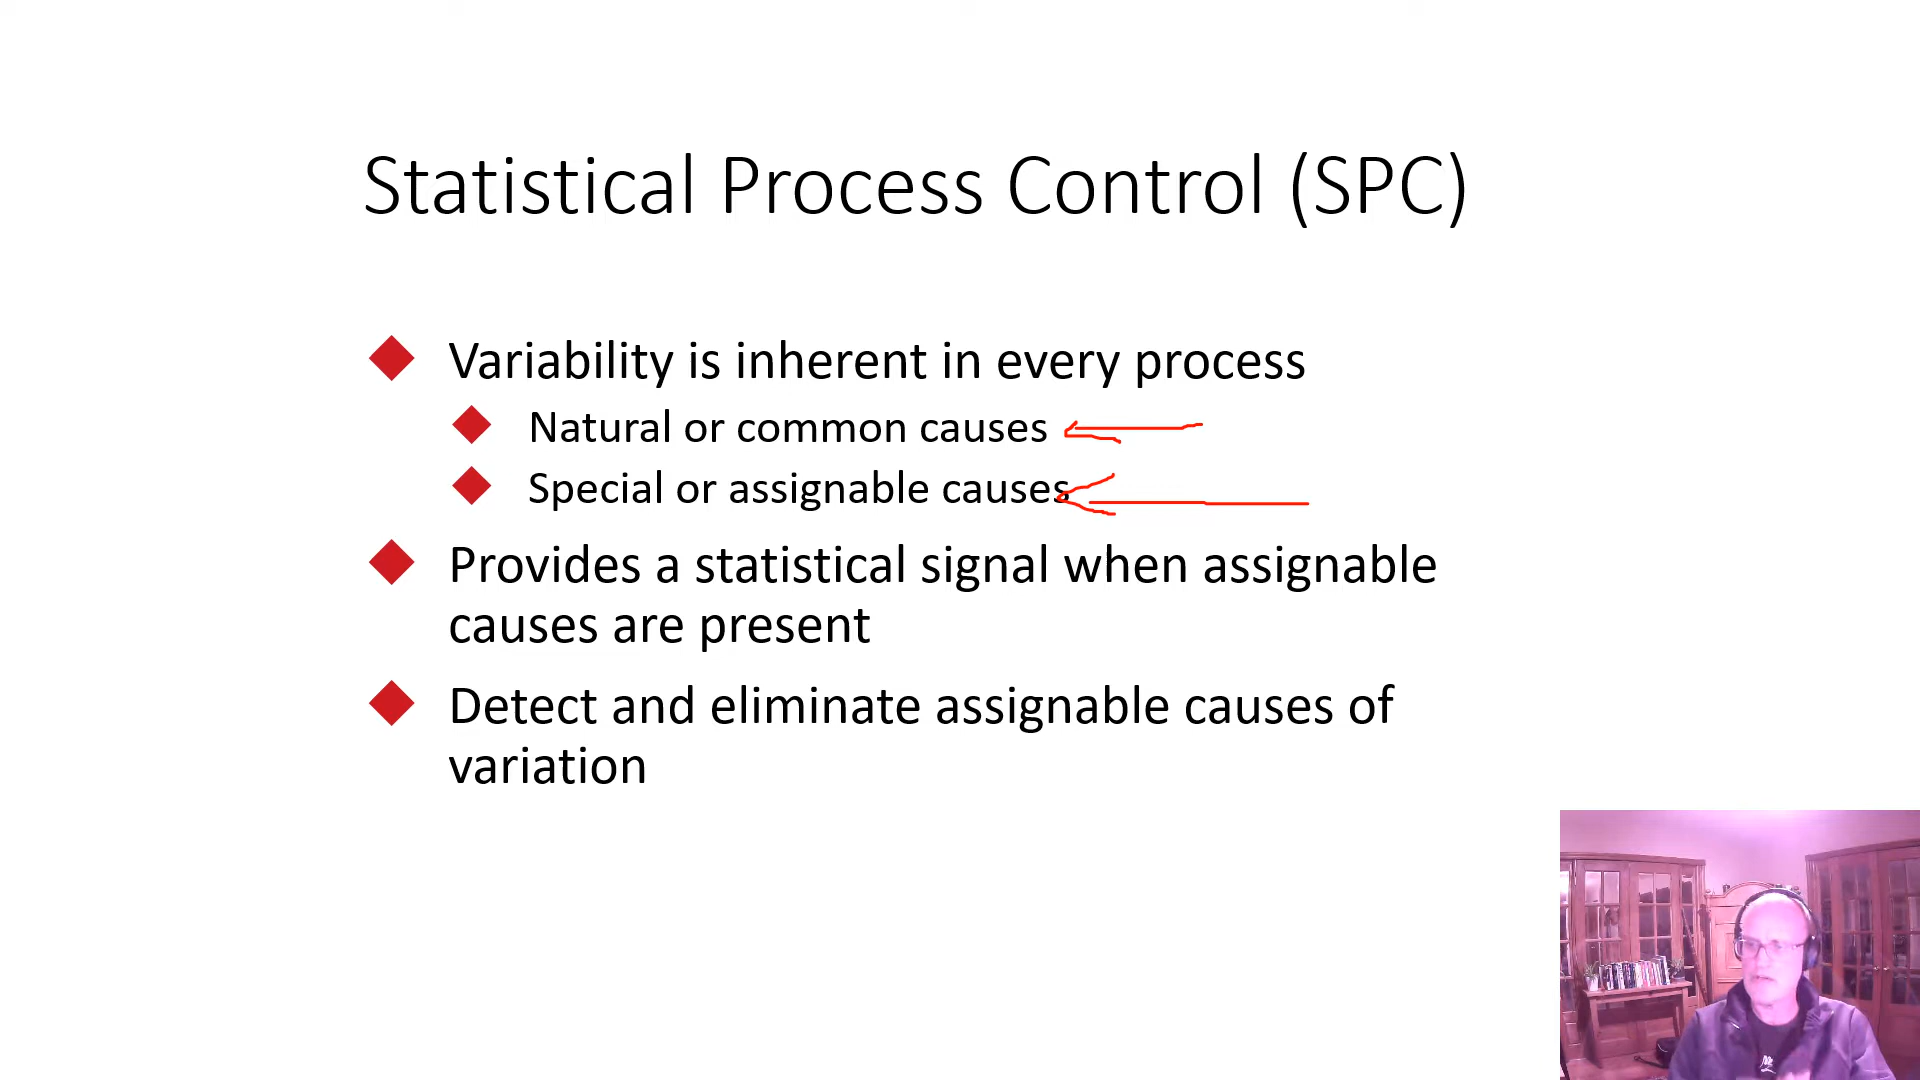 Statistical Process Control (SPC)
Variability is inherent in every process
Natural or common causes
Special or assignable causes
Provides a statistical signal when assignable
causes are present
Detect and eliminate assignable causes of
variation